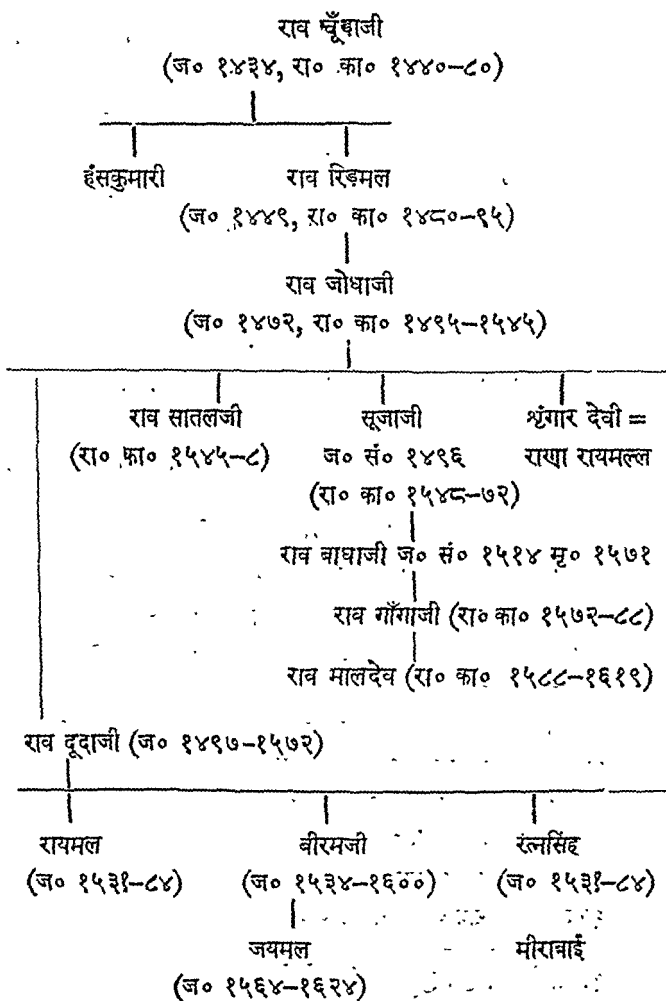 राव चूँडाजी
(ज० १४३४, रा० का० १४४०–८०)
हंसकुमारी राव रिड़मल
(ज० १४४९, रा० का० १४८०–९५)
राव जोधाजी
(ज० १४७२, रा० का० १४९५–१५४५)
राव सातलजी सूजाजी श्रृंगार देवी =
(रा० का० १५४५–८) ज० सं० १४९६ राणा रायमल्ल
(रा० का० १५४८–७२)
राव बाघाजी ज० सं० १५१४ मृ० १५७१
राव गाँगाजी (रा० का० १५७२–८८)
राव मालदेव (रा० का० १५८८–१६१९)
राव दूदाजी (ज० १४९७–१५७२)
रायमल वीरमजी रत्नसिंह
(ज० १५३१–८४) (ज० १५३४–१६००) (ज० १५३१–८४)
जयमल मीराबाई
(ज० १५६४–१६२४)